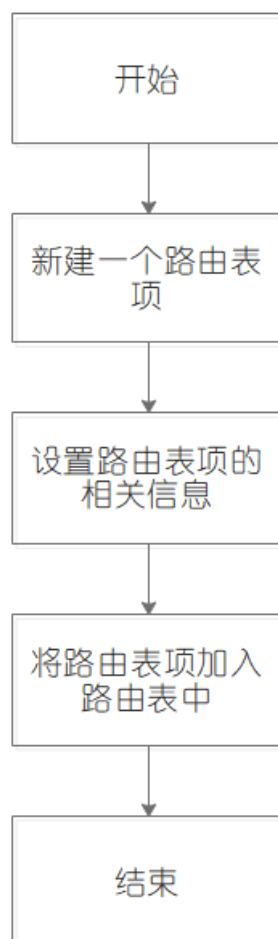 开始
新建一个路由表
项
设置路由表项的
相关信息
将路由表项加入
路由表中
结束